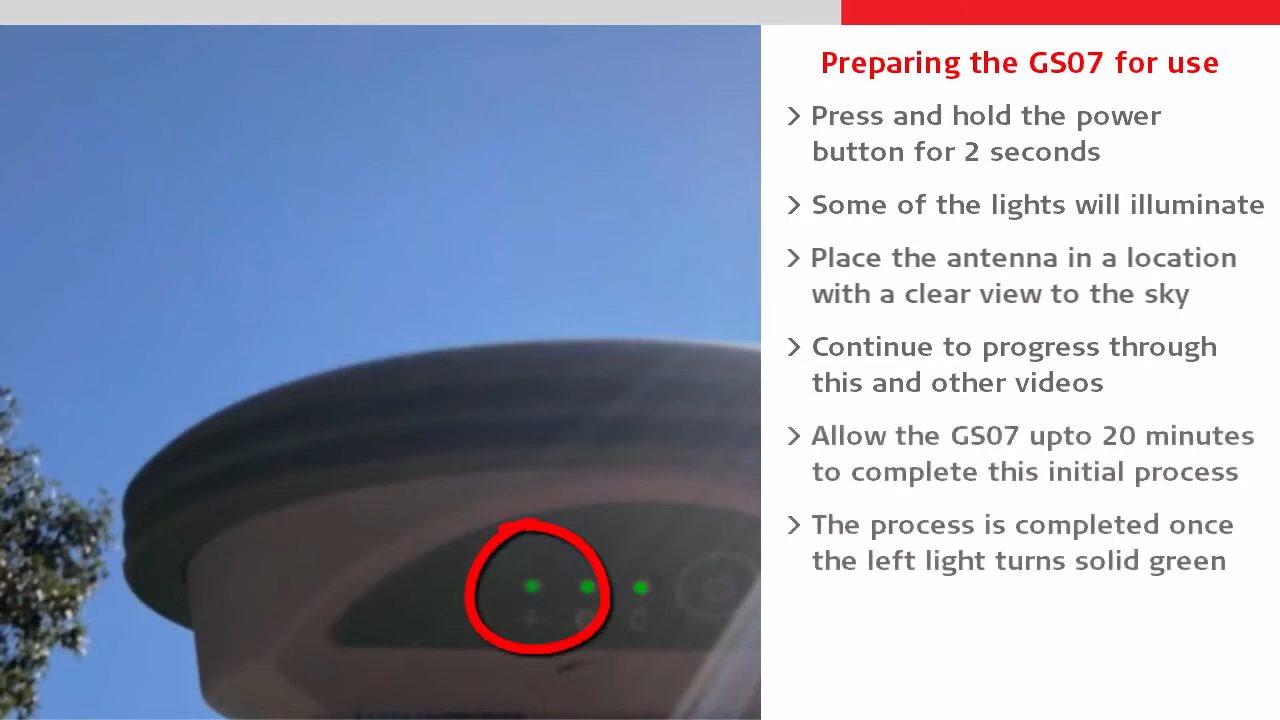 Preparing the GS07 for use
> Press and hold the power
button for 2 seconds
> Some of the lights will illuminate
> Place the antenna in a location
with a clear view to the sky
> Continue to progress through
this and other videos
> Allow the GS07 upto 20 minutes
to complete this initial process
> The process is completed once
the left light turns solid green